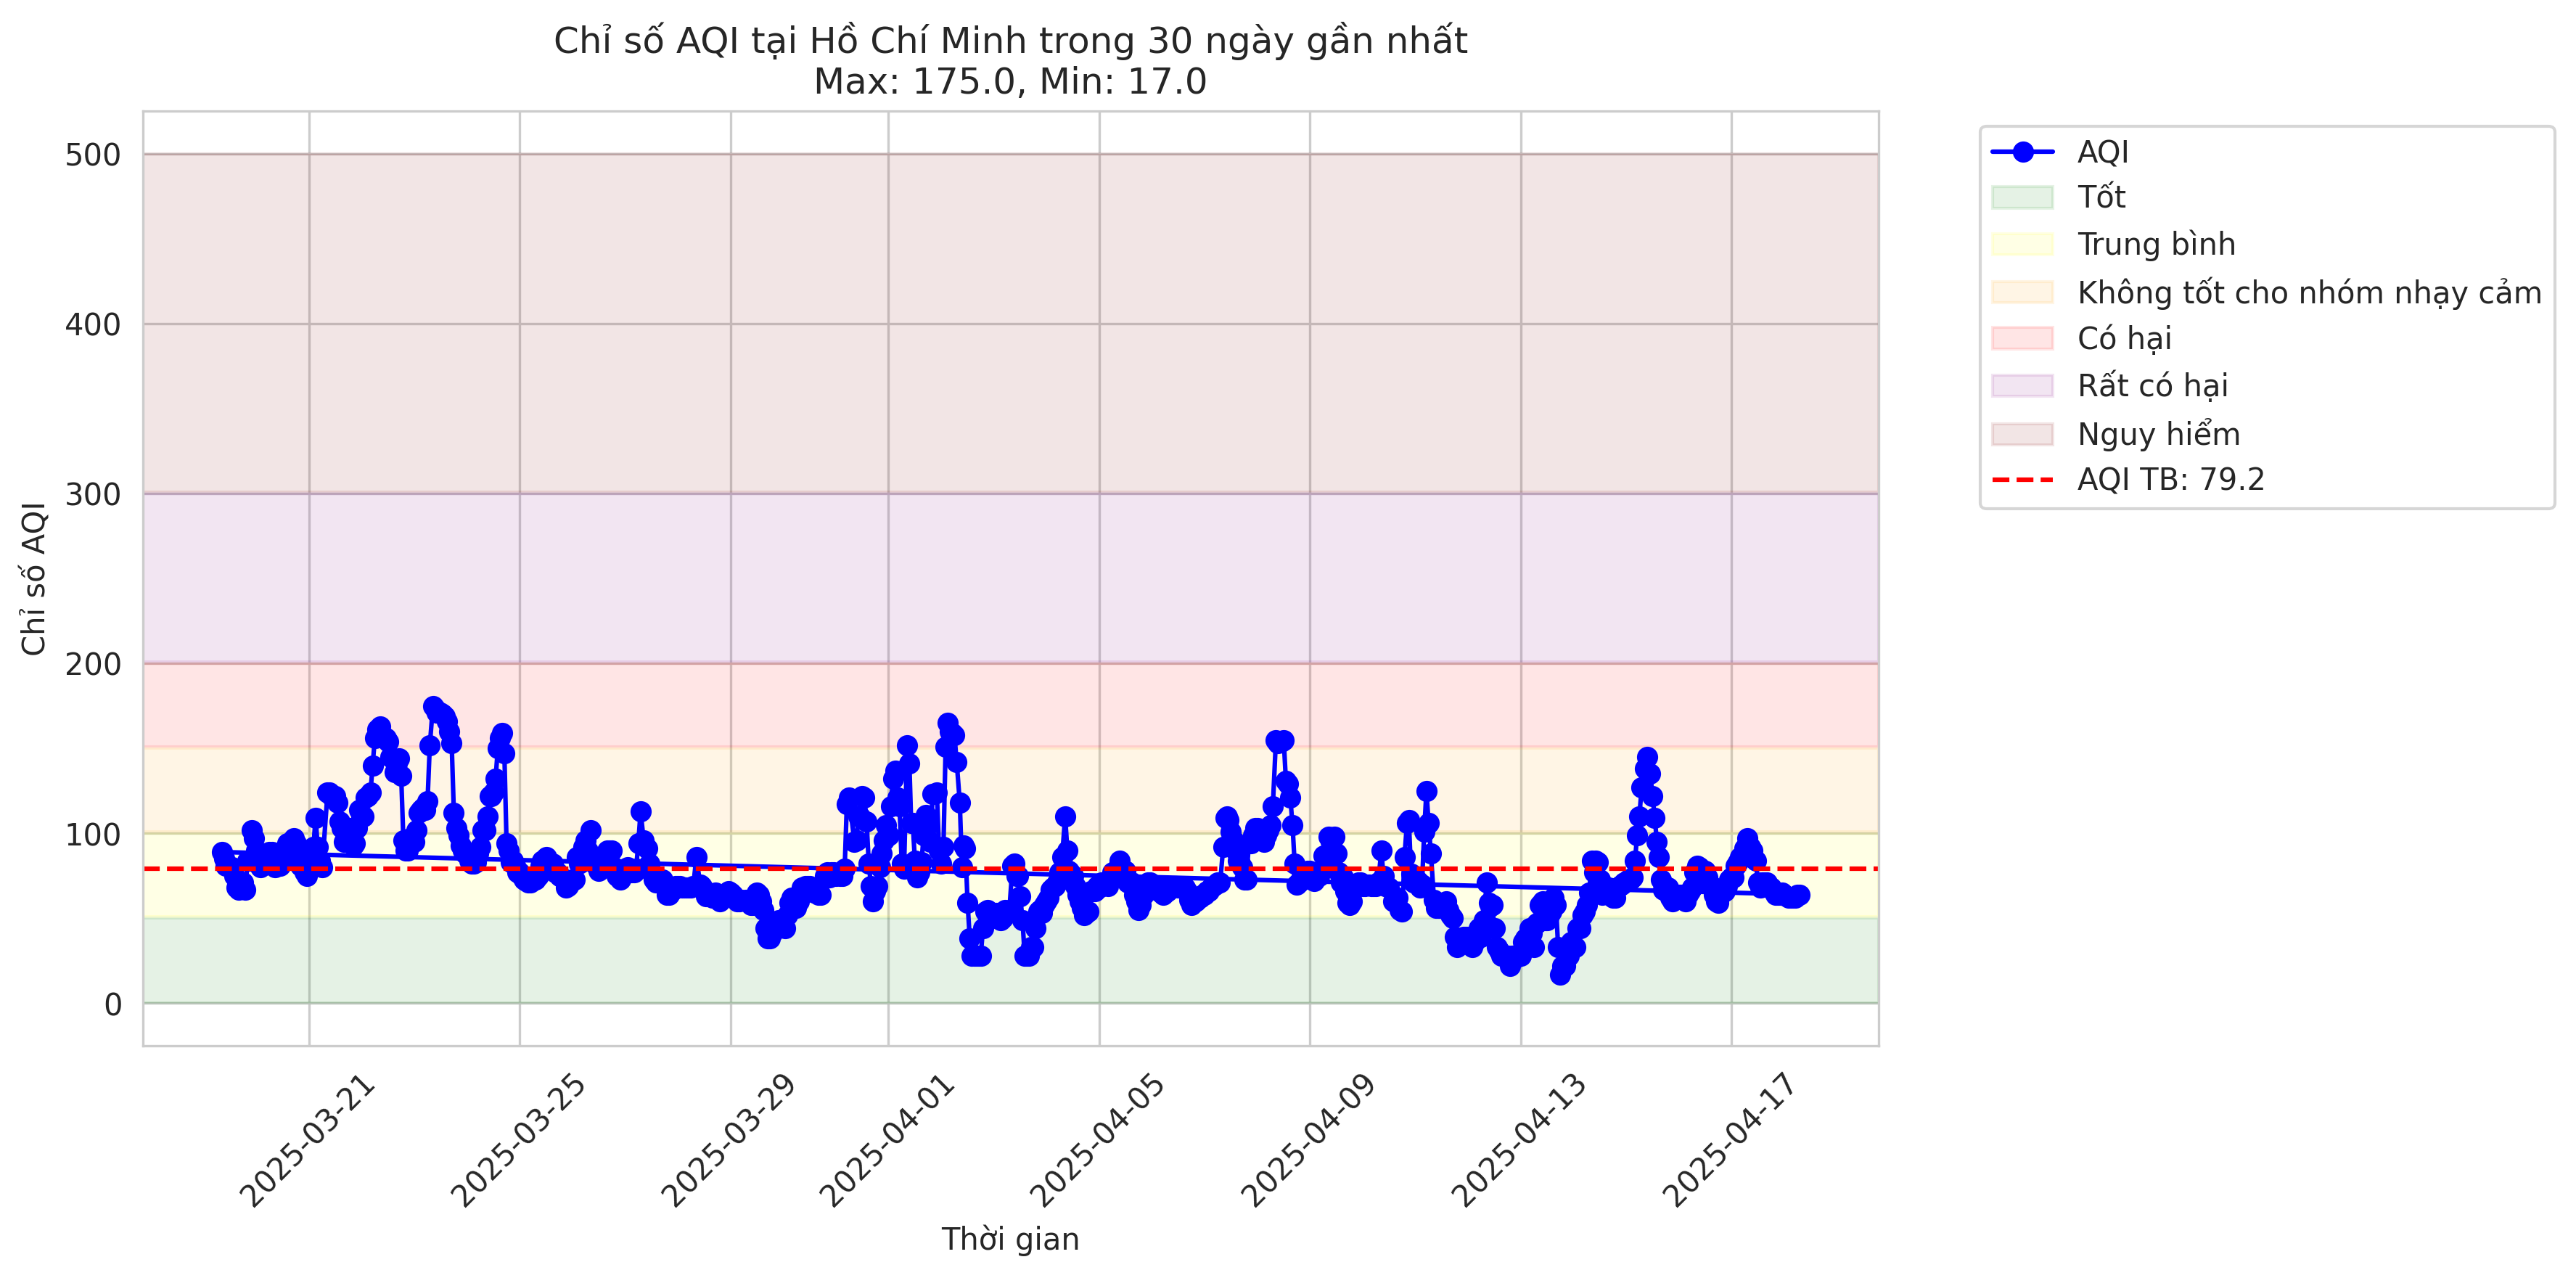 Chỉ số AQI tại Hồ Chí Minh trong 30 ngày gần nhất
Max: 175.0, Min: 17.0
Chỉ số AQI
500
400
300
200
100
0
2025-03-21
2025-03-25
2025-03-29
2025-04-01
2025-04-05
2025-04-09
2025-04-13
2025-04-17
Thời gian
AQI
Tốt
Trung bình
Không tốt cho nhóm nhạy cảm
Có hại
Rất có hại
Nguy hiểm
AQI TB: 79.2